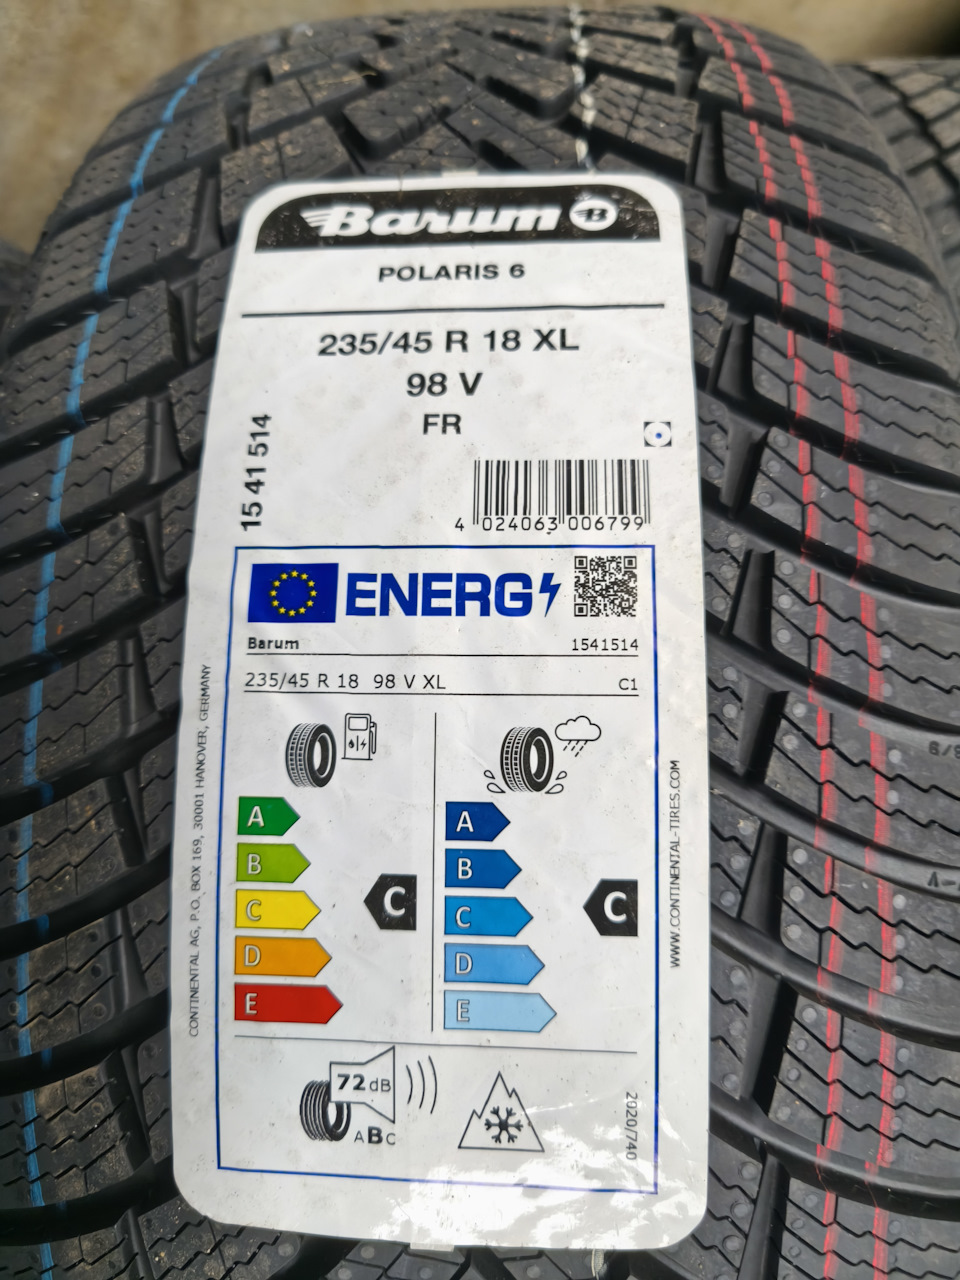 Barum B
POLARIS 6
235/45 R 18 XL
98 V
FR
15 41 514
4 024063 006799
ENERG
Barum 1541514
235/45 R 18 98 V XL C1
A
B
C
D
E
C
A
B
C
D
E
C
72 dB
ABC
2020/740
CONTINENTAL AG, P.O. BOX 169, 30001 HANOVER, GERMANY
WWW.CONTINENTAL-TIRES.COM